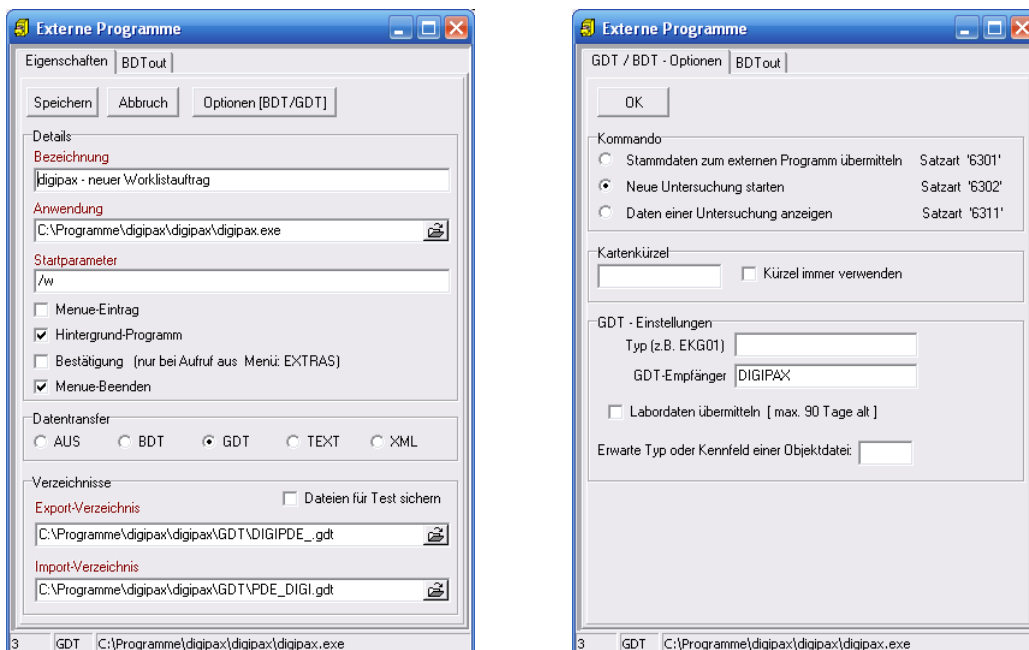 Externe Programme
Eigenschaften BDTout
Speichern Abbruch Optionen [BDT/GDT]
Details
Bezeichnung
digipax - neuer Worklistauftrag
Anwendung
C:\Programme\digipax\digipax\digipax.exe
Startparameter
/w
Menue-Eintrag
Hintergrund-Programm
Bestätigung (nur bei Aufruf aus Menü: EXTRAS)
Menue-Beenden
Datentransfer
AUS BDT GDT TEXT XML
Verzeichnisse
Dateien für Test sichern
Export-Verzeichnis
C:\Programme\digipax\digipax\GDT\DIGIPDE_.gdt
Import-Verzeichnis
C:\Programme\digipax\digipax\GDT\PDE_DIGI.gdt
3 GDT C:\Programme\digipax\digipax\digipax.exe
Externe Programme
GDT / BDT - Optionen BDTout
OK
Kommando
Stammdaten zum externen Programm übermitteln Satzart '6301'
Neue Untersuchung starten Satzart '6302'
Daten einer Untersuchung anzeigen Satzart '6311'
Kartenkürzel
Kürzel immer verwenden
GDT - Einstellungen
Typ (z.B. EKG01)
GDT-Empfänger DIGIPAX
Labordaten übermitteln [ max. 90 Tage alt ]
Erwarte Typ oder Kennfeld einer Objektdatei:
3 GDT C:\Programme\digipax\digipax\digipax.exe